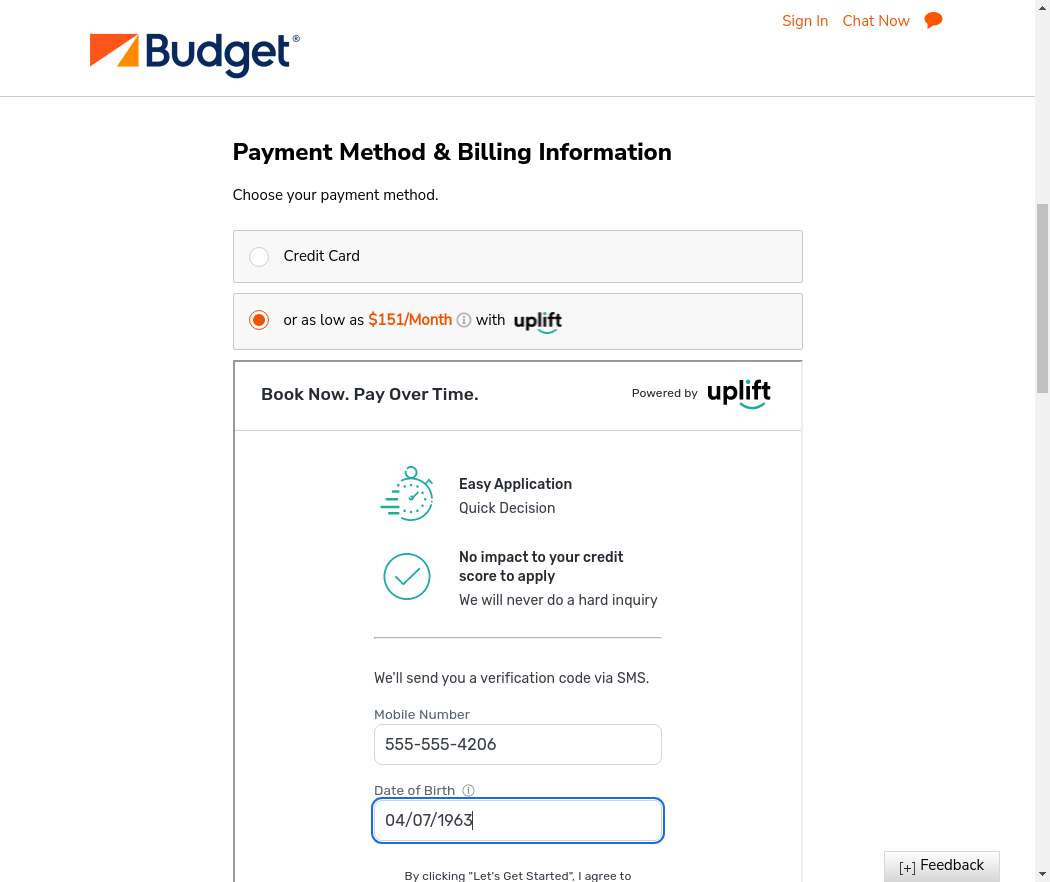 Sign In Chat Now
Budget®
Payment Method & Billing Information
Choose your payment method.
Credit Card
or as low as $151/Month with uplift
Book Now. Pay Over Time. Powered by uplift
Easy Application
Quick Decision
No impact to your credit
score to apply
We will never do a hard inquiry
We'll send you a verification code via SMS.
Mobile Number
555-555-4206
Date of Birth
04/07/1963
By clicking "Let's Get Started", I agree to
[+] Feedback